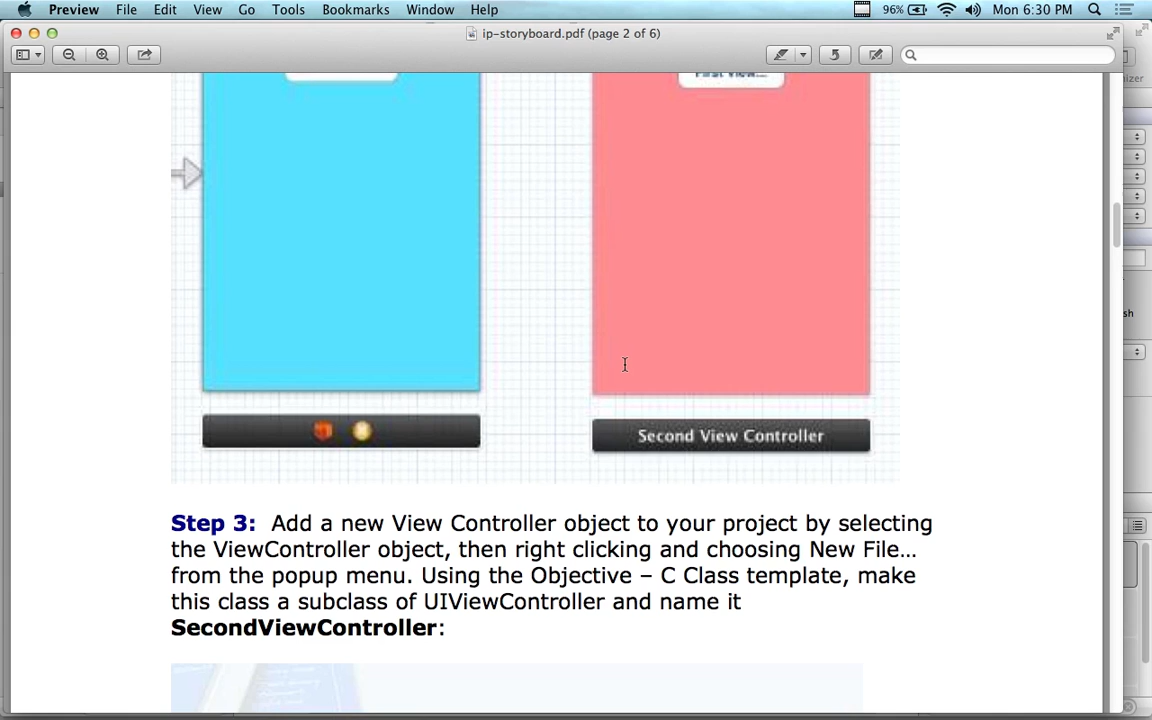 Preview File Edit View Go Tools Bookmarks Window Help 96% Mon 6:30 PM
ip-storyboard.pdf (page 2 of 6)
First View...
Second View Controller
Step 3: Add a new View Controller object to your project by selecting
the ViewController object, then right clicking and choosing New File...
from the popup menu. Using the Objective – C Class template, make
this class a subclass of UIViewController and name it
SecondViewController: